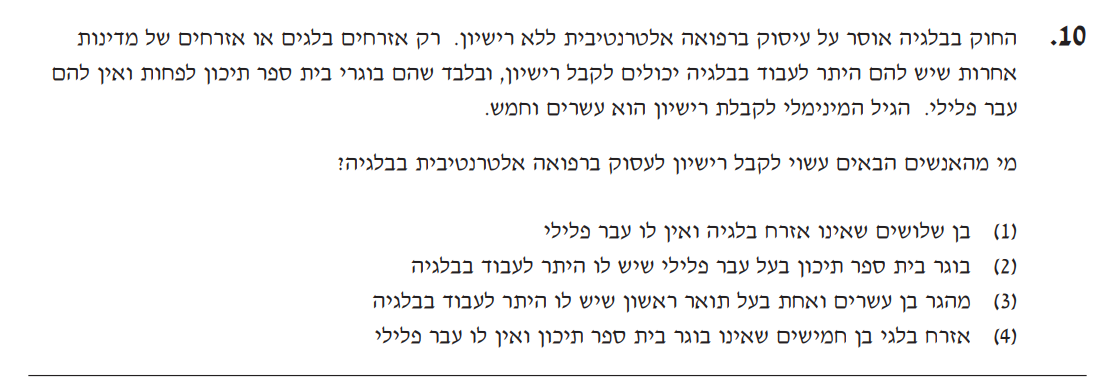 10. החוק בבלגיה אוסר על עיסוק ברפואה אלטרנטיבית ללא רישיון. רק אזרחים בלגים או אזרחים של מדינות
אחרות שיש להם היתר לעבוד בבלגיה יכולים לקבל רישיון, ובלבד שהם בוגרי בית ספר תיכון לפחות ואין להם
עבר פלילי. הגיל המינימלי לקבלת רישיון הוא עשרים וחמש.
מי מהאנשים הבאים עשוי לקבל רישיון לעסוק ברפואה אלטרנטיבית בבלגיה?
(1) בן שלושים שאינו אזרח בלגיה ואין לו עבר פלילי
(2) בוגר בית ספר תיכון בעל עבר פלילי שיש לו היתר לעבוד בבלגיה
(3) מהגר בן עשרים ואחת בעל תואר ראשון שיש לו היתר לעבוד בבלגיה
(4) אזרח בלגי בן חמישים שאינו בוגר בית ספר תיכון ואין לו עבר פלילי